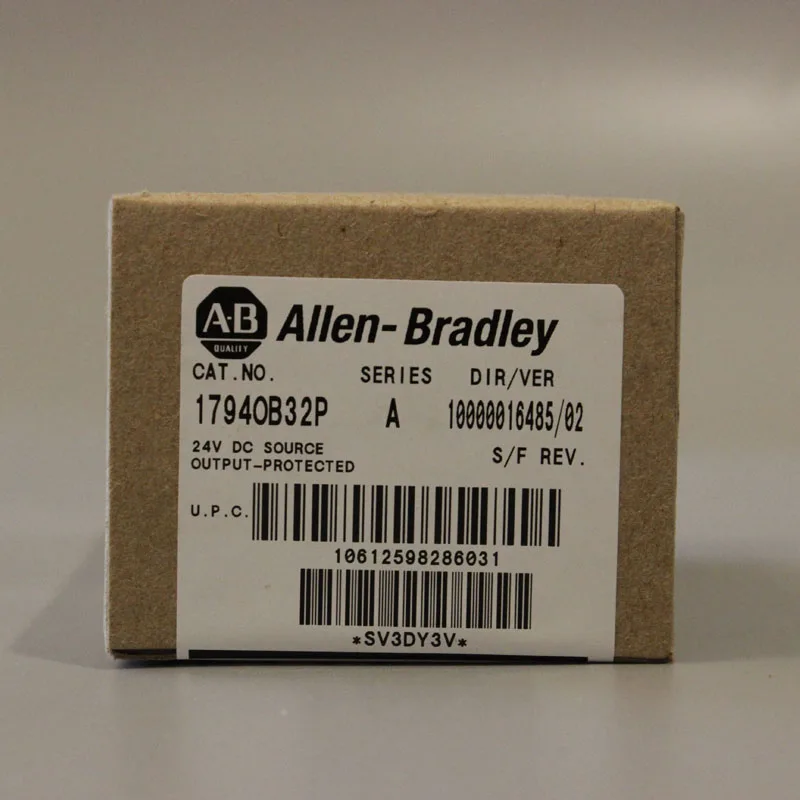 A·B QUALITY Allen-Bradley
CAT.NO. SERIES DIR/VER
1794OB32P A 10000016485/02
24V DC SOURCE S/F REV.
OUTPUT-PROTECTED
U.P.C.
10612598286031
*SV3DY3V*